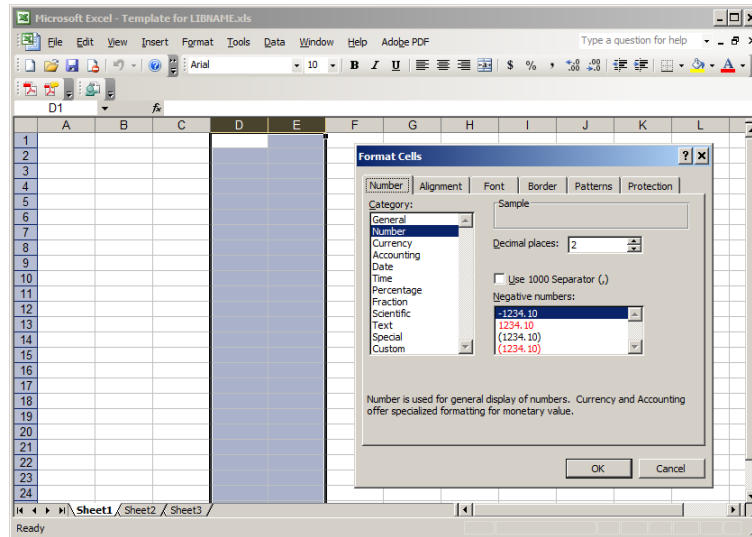 Microsoft Excel - Template for LIBNAME.xls
File Edit View Insert Format Tools Data Window Help Adobe PDF Type a question for help
Arial 10 B I U $ % , .00 .00 A
D1 fx
A B C D E F G H I J K L
1
2
3
4
5
6
7
8
9
10
11
12
13
14
15
16
17
18
19
20
21
22
23
24
Format Cells
Number Alignment Font Border Patterns Protection
Category:
General
Number
Currency
Accounting
Date
Time
Percentage
Fraction
Scientific
Text
Special
Custom
Sample
Decimal places: 2
Use 1000 Separator (,)
Negative numbers:
-1234.10
1234.10
(1234.10)
(1234.10)
Number is used for general display of numbers. Currency and Accounting
offer specialized formatting for monetary value.
OK Cancel
Sheet1 Sheet2 Sheet3
Ready